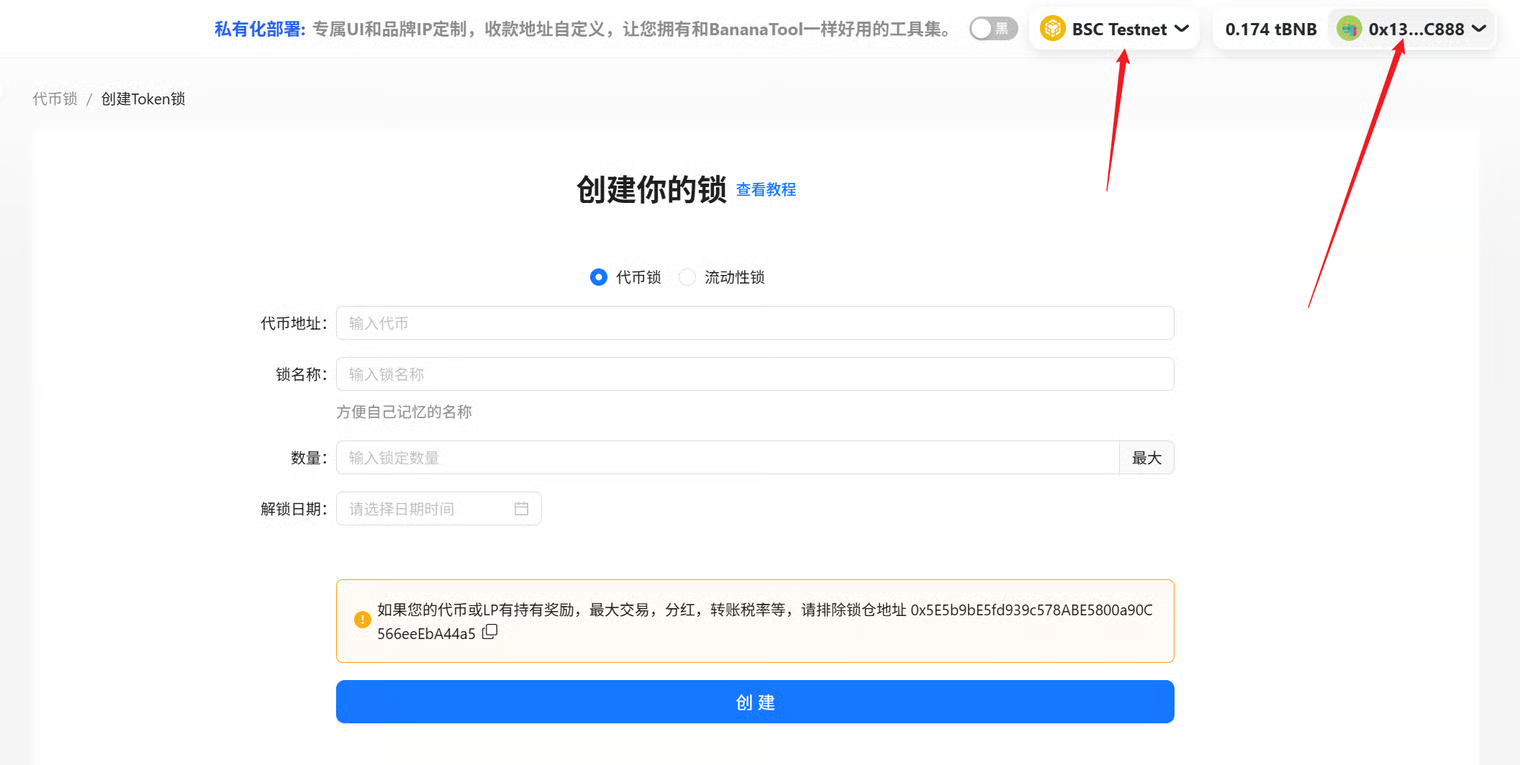 私有化部署: 专属UI和品牌IP定制，收款地址自定义，让您拥有和BananaTool一样好用的工具集。 黑 BSC Testnet 0.174 tBNB 0x13...C888
代币锁 / 创建Token锁
创建你的锁 查看教程
代币锁 流动性锁
代币地址： 输入代币
锁名称： 输入锁名称
方便自己记忆的名称
数量： 输入锁定数量 最大
解锁日期： 请选择日期时间
如果您的代币或LP有持有奖励，最大交易，分红，转账税率等，请排除锁仓地址 0x5E5b9bE5fd939c578ABE5800a90C
566eeEbA44a5
创 建